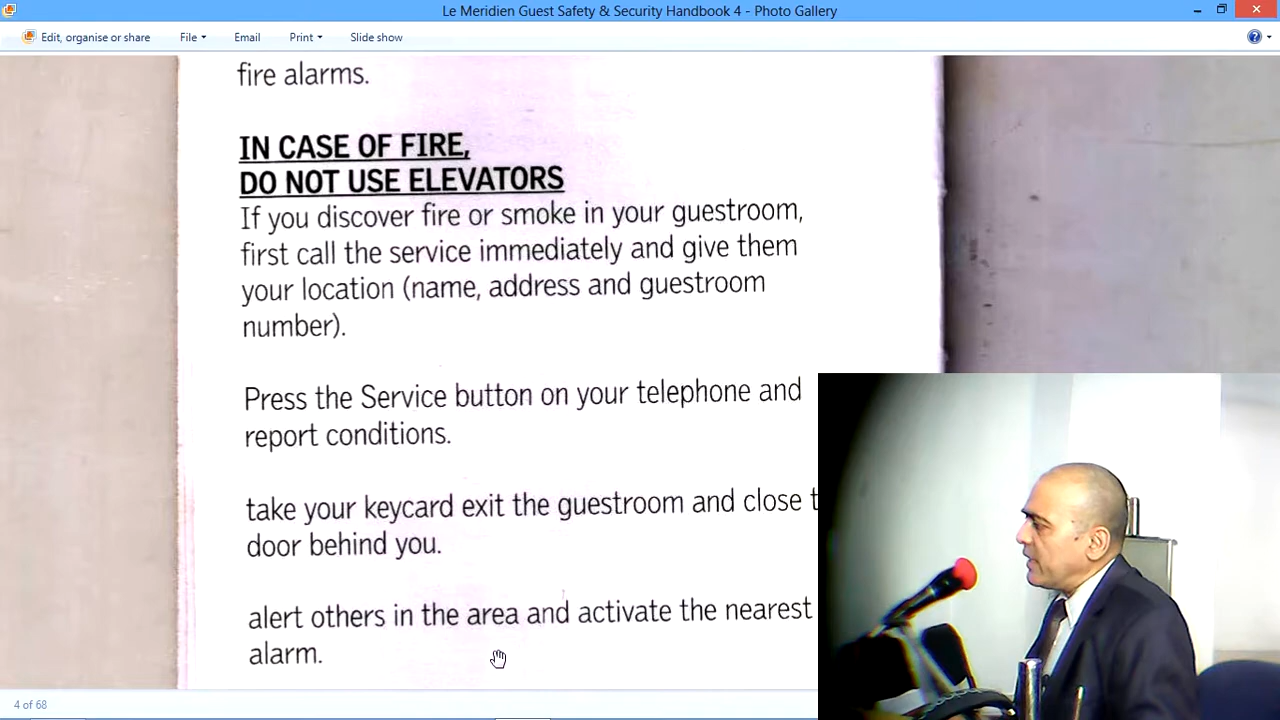 Le Meridien Guest Safety & Security Handbook 4 - Photo Gallery
Edit, organise or share File Email Print Slide show
fire alarms.
IN CASE OF FIRE,
DO NOT USE ELEVATORS
If you discover fire or smoke in your guestroom,
first call the service immediately and give them
your location (name, address and guestroom
number).
Press the Service button on your telephone and
report conditions.
take your keycard exit the guestroom and close t
door behind you.
alert others in the area and activate the nearest
alarm.
4 of 68